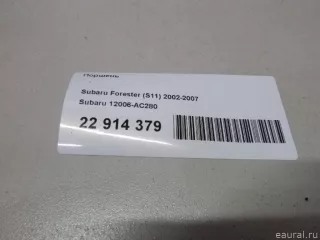 Поршень
Subaru Forester (S11) 2002-2007
Subaru 12006-AC280
22 914 379
eaural.ru